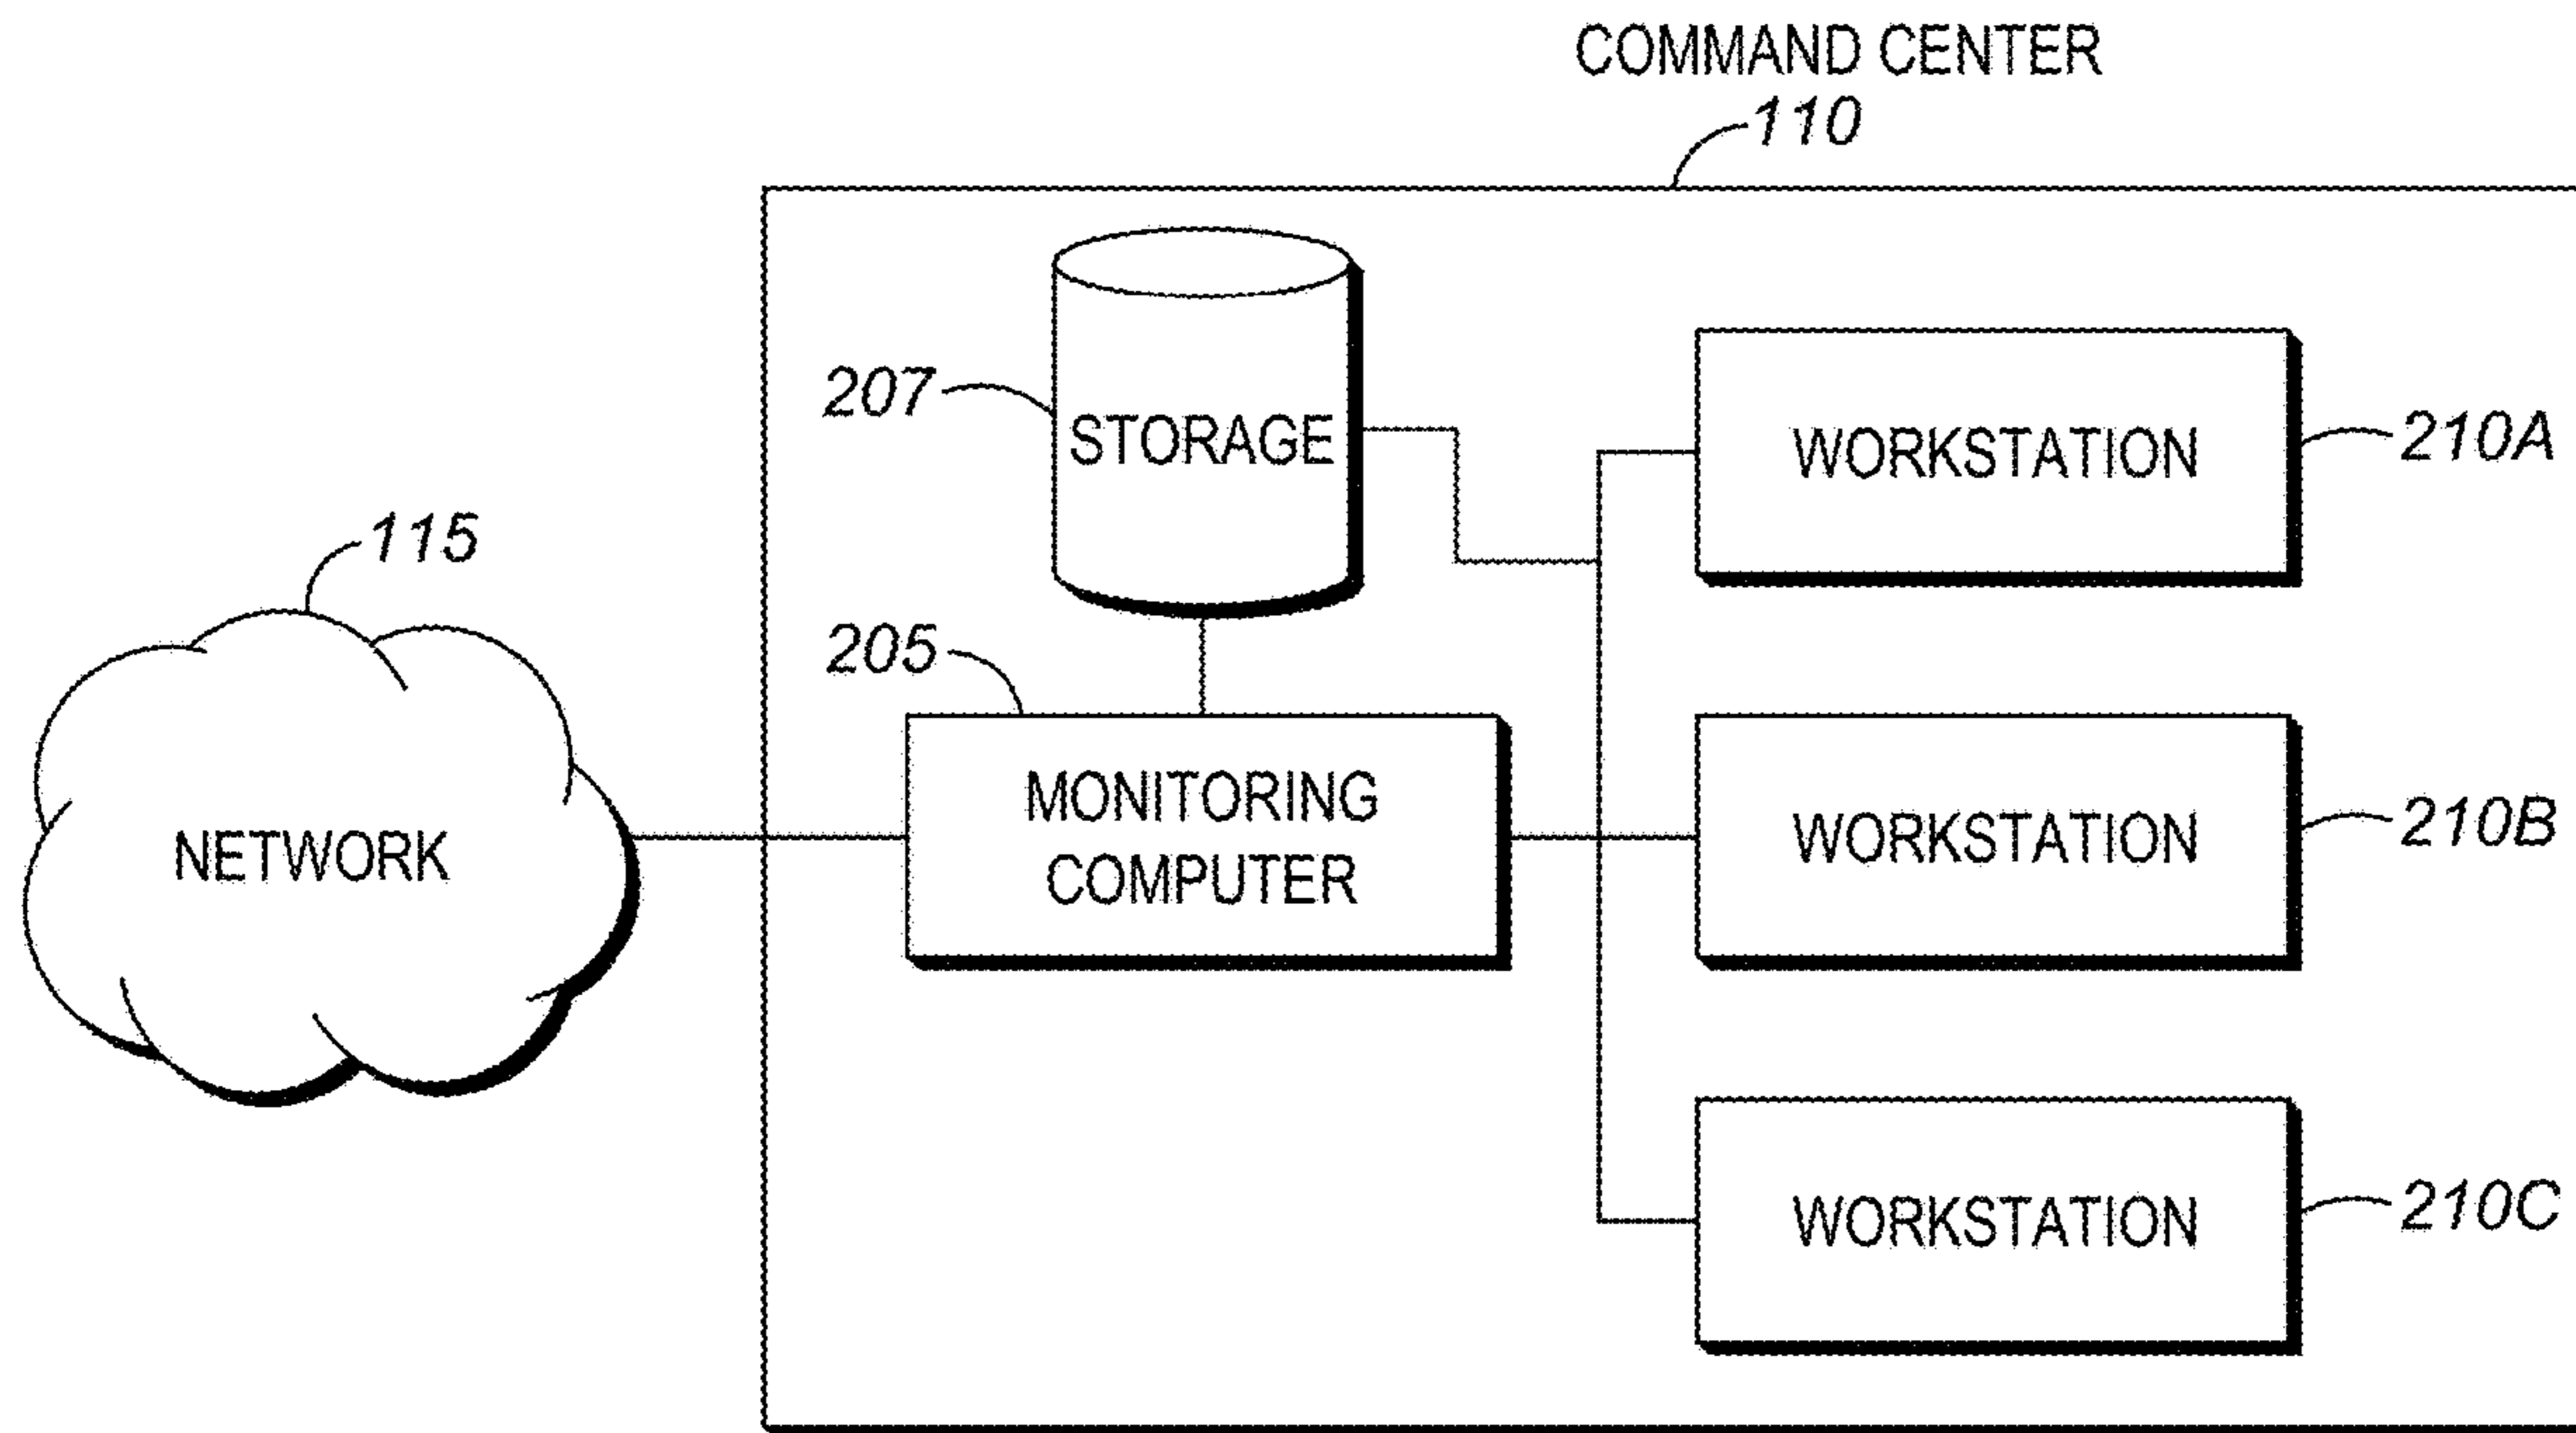 COMMAND CENTER
110
207
STORAGE
WORKSTATION
210A
115
205
NETWORK
MONITORING
COMPUTER
WORKSTATION
210B
WORKSTATION
210C